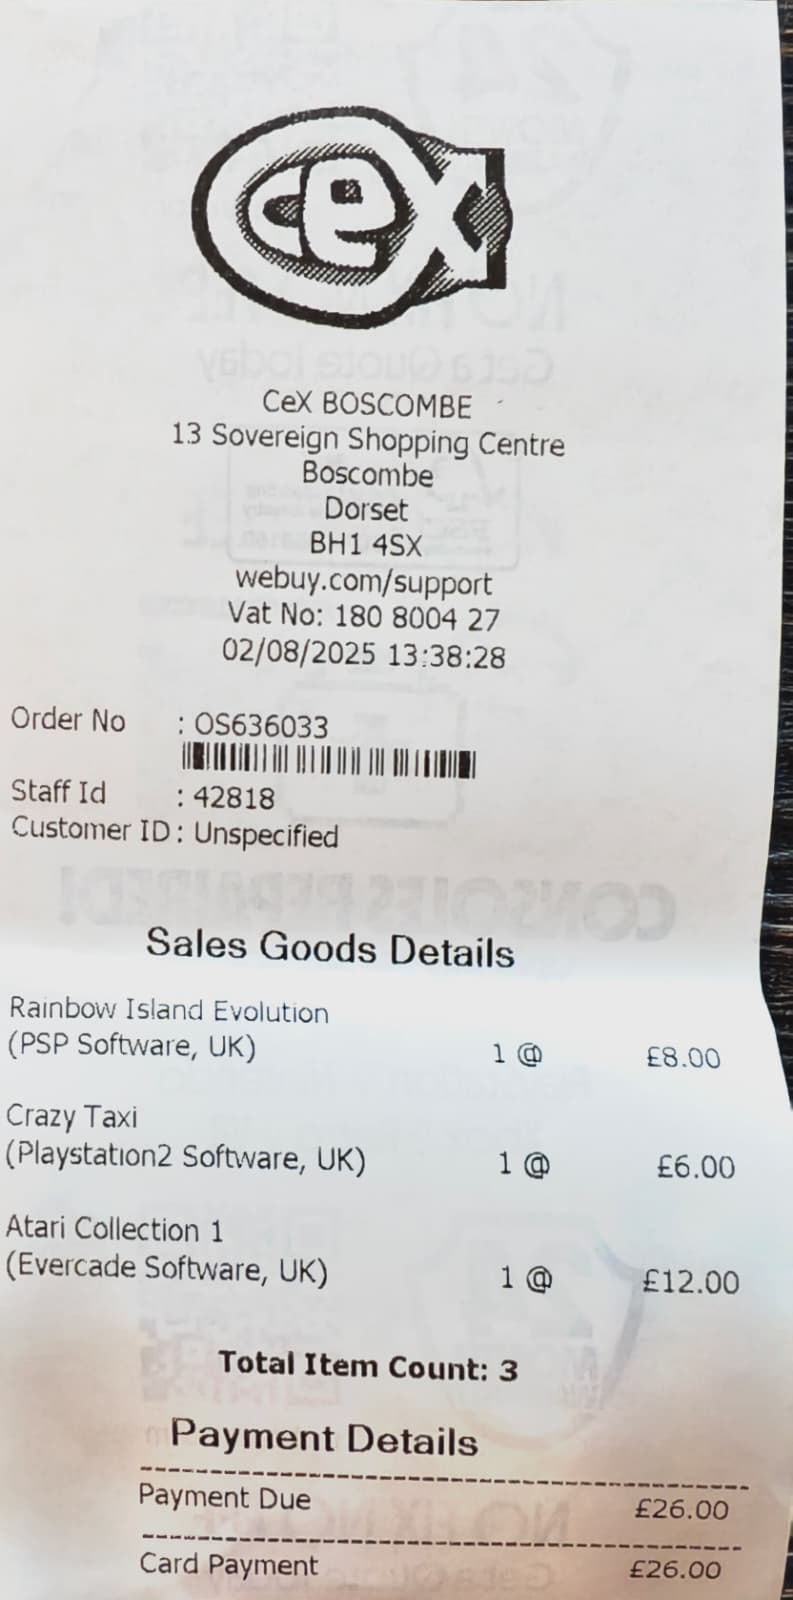 CeX
CeX BOSCOMBE
13 Sovereign Shopping Centre
Boscombe
Dorset
BH1 4SX
webuy.com/support
Vat No: 180 8004 27
02/08/2025 13:38:28
Order No : OS636033
Staff Id : 42818
Customer ID : Unspecified
Sales Goods Details
Rainbow Island Evolution
(PSP Software, UK) 1 @ £8.00
Crazy Taxi
(Playstation2 Software, UK) 1 @ £6.00
Atari Collection 1
(Evercade Software, UK) 1 @ £12.00
Total Item Count: 3
Payment Details
Payment Due £26.00
Card Payment £26.00